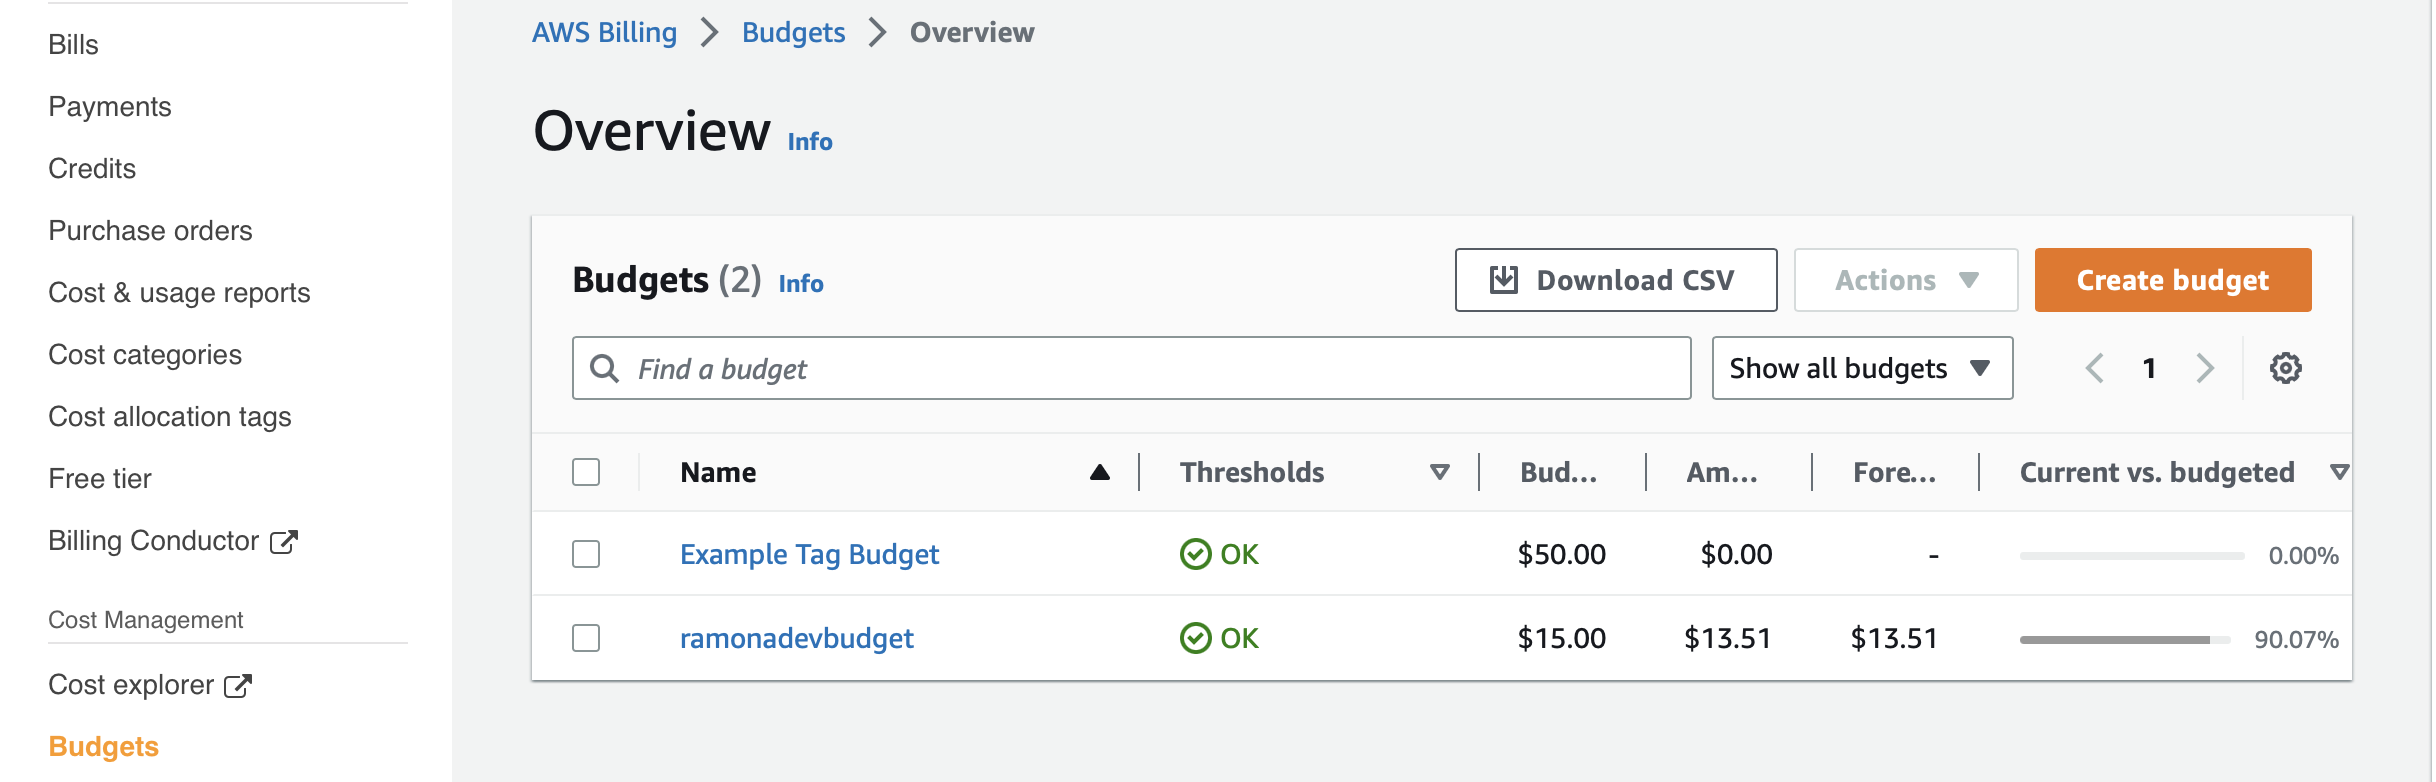 Bills
Payments
Credits
Purchase orders
Cost & usage reports
Cost categories
Cost allocation tags
Free tier
Billing Conductor
Cost Management
Cost explorer
Budgets
AWS Billing Budgets Overview
Overview Info
Budgets (2) Info Download CSV Actions Create budget
Find a budget Show all budgets 1
Name Thresholds Bud... Am... Fore... Current vs. budgeted
Example Tag Budget OK $50.00 $0.00 - 0.00%
ramonadevbudget OK $15.00 $13.51 $13.51 90.07%